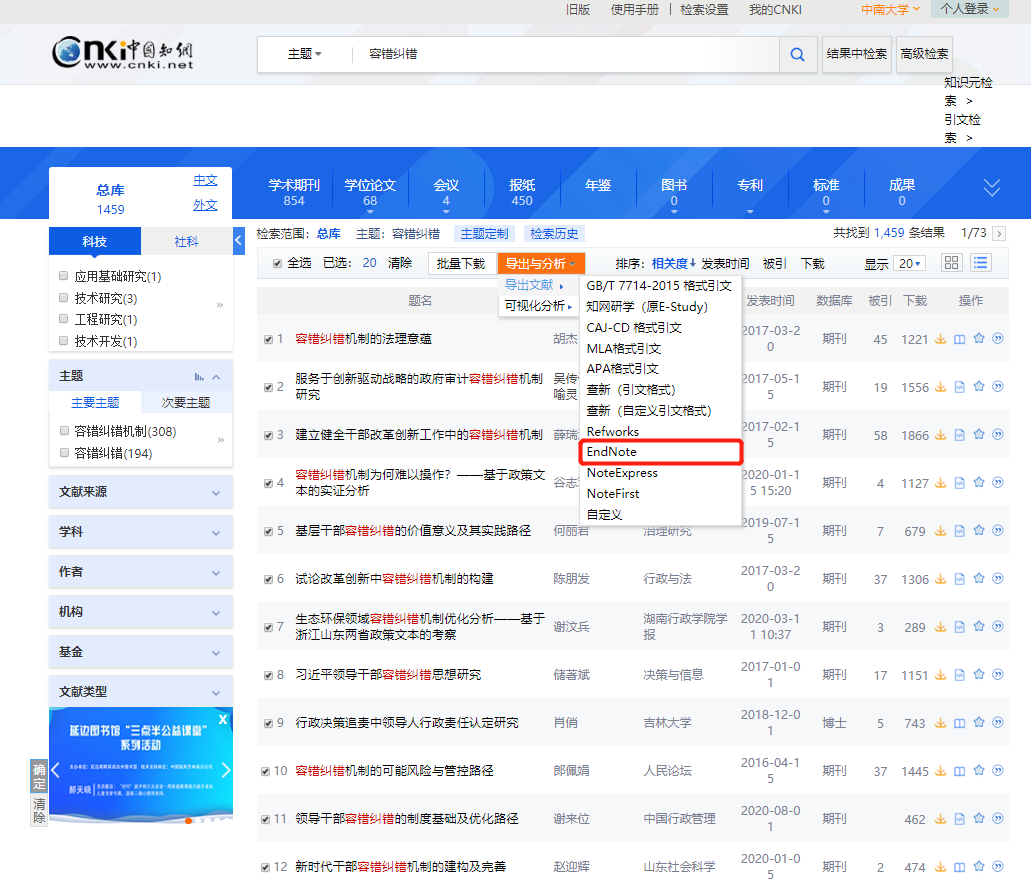 旧版 使用手册 | 检索设置 我的CNKI 中南大学 个人登录
Cnki中国知网
www.cnki.net
主题 容错纠错 结果中检索 高级检索
知识元检
索 >
引文检
索 >
总库
1459
中文
外文
学术期刊 学位论文 会议 报纸 年鉴 图书 专利 标准 成果
854 68 4 450 0 0 0
科技 社科
检索范围: 总库 主题: 容错纠错 主题定制 检索历史 共找到 1,459 条结果 1/73 >
全选 已选: 20 清除 批量下载 导出与分析 排序: 相关度↓ 发表时间 被引 下载 显示 20
应用基础研究(1)
技术研究(3)
工程研究(1)
技术开发(1)
»
主题
主要主题 次要主题
容错纠错机制(308)
容错纠错(194)
»
文献来源
学科
作者
机构
基金
文献类型
导出文献
可视化分析
GB/T 7714-2015 格式引文
知网研学（原E-Study）
CAJ-CD 格式引文
MLA格式引文
APA格式引文
查新（引文格式）
查新（自定义引文格式）
Refworks
EndNote
NoteExpress
NoteFirst
自定义
题名 发表时间 数据库 被引 下载 操作
1 容错纠错机制的法理意蕴 胡杰 2017-03-2
0 期刊 45 1221
2 服务于创新驱动战略的政府审计容错纠错机制
研究 吴传
喻灵 2017-05-1
5 期刊 19 1556
3 建立健全干部改革创新工作中的容错纠错机制 薛瑞 2017-02-1
5 期刊 58 1866
4 容错纠错机制为何难以操作？——基于政策文
本的实证分析 谷志 2020-01-1
5 15:20 期刊 4 1127
5 基层干部容错纠错的价值意义及其实践路径 何丽君 治理研究 2019-07-1
5 期刊 7 679
6 试论改革创新中容错纠错机制的构建 陈朋发 行政与法 2017-03-2
0 期刊 37 1306
7 生态环保领域容错纠错机制优化分析——基于
浙江山东两省政策文本的考察 谢汶兵 湖南行政学院学
报 2020-03-1
1 10:37 期刊 3 289
8 习近平领导干部容错纠错思想研究 储著斌 决策与信息 2017-01-0
1 期刊 17 1151
9 行政决策追责中领导人行政责任认定研究 肖俏 吉林大学 2018-12-0
1 博士 5 743
10 容错纠错机制的可能风险与管控路径 郎佩娟 人民论坛 2016-04-1
5 期刊 37 1445
11 领导干部容错纠错的制度基础及优化路径 谢来位 中国行政管理 2020-08-0
1 期刊 462
12 新时代干部容错纠错机制的建构及完善 赵迎辉 山东社会科学 2020-01-0
5 期刊 2 474
延边图书馆“三点半公益课堂”
系列活动
X
郝天晓
确定
清除